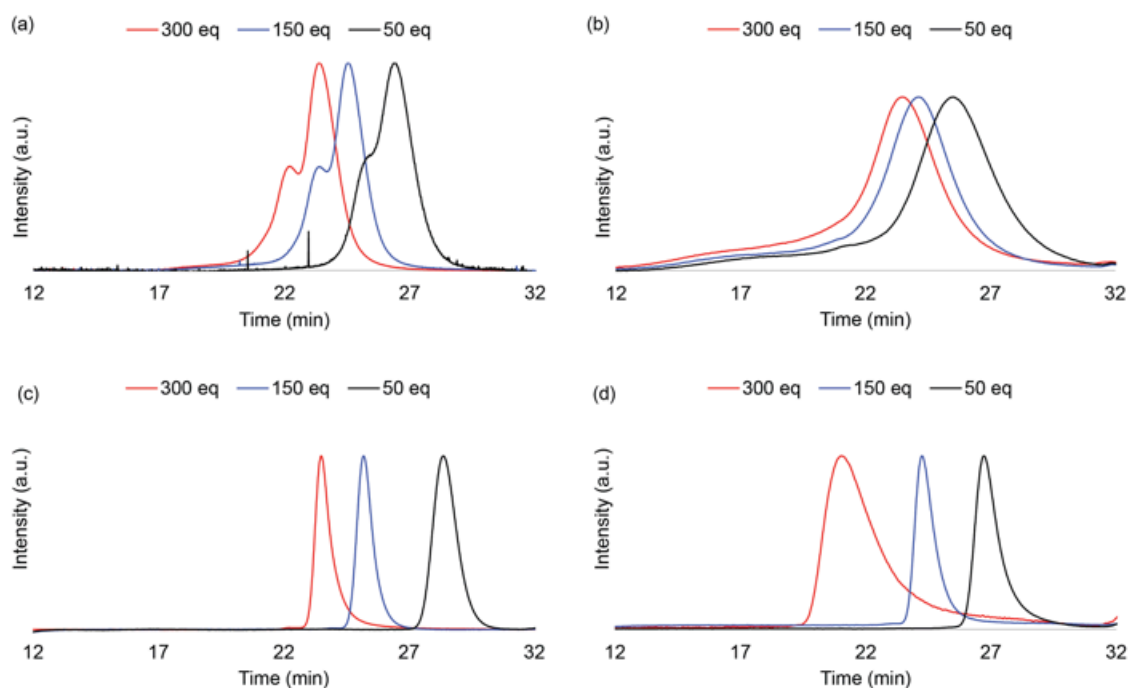 (a)
300 eq 150 eq 50 eq
Intensity (a.u.)
12 17 22 27 32
Time (min)
(b)
300 eq 150 eq 50 eq
Intensity (a.u.)
12 17 22 27 32
Time (min)
(c)
300 eq 150 eq 50 eq
Intensity (a.u.)
12 17 22 27 32
Time (min)
(d)
300 eq 150 eq 50 eq
Intensity (a.u.)
12 17 22 27 32
Time (min)